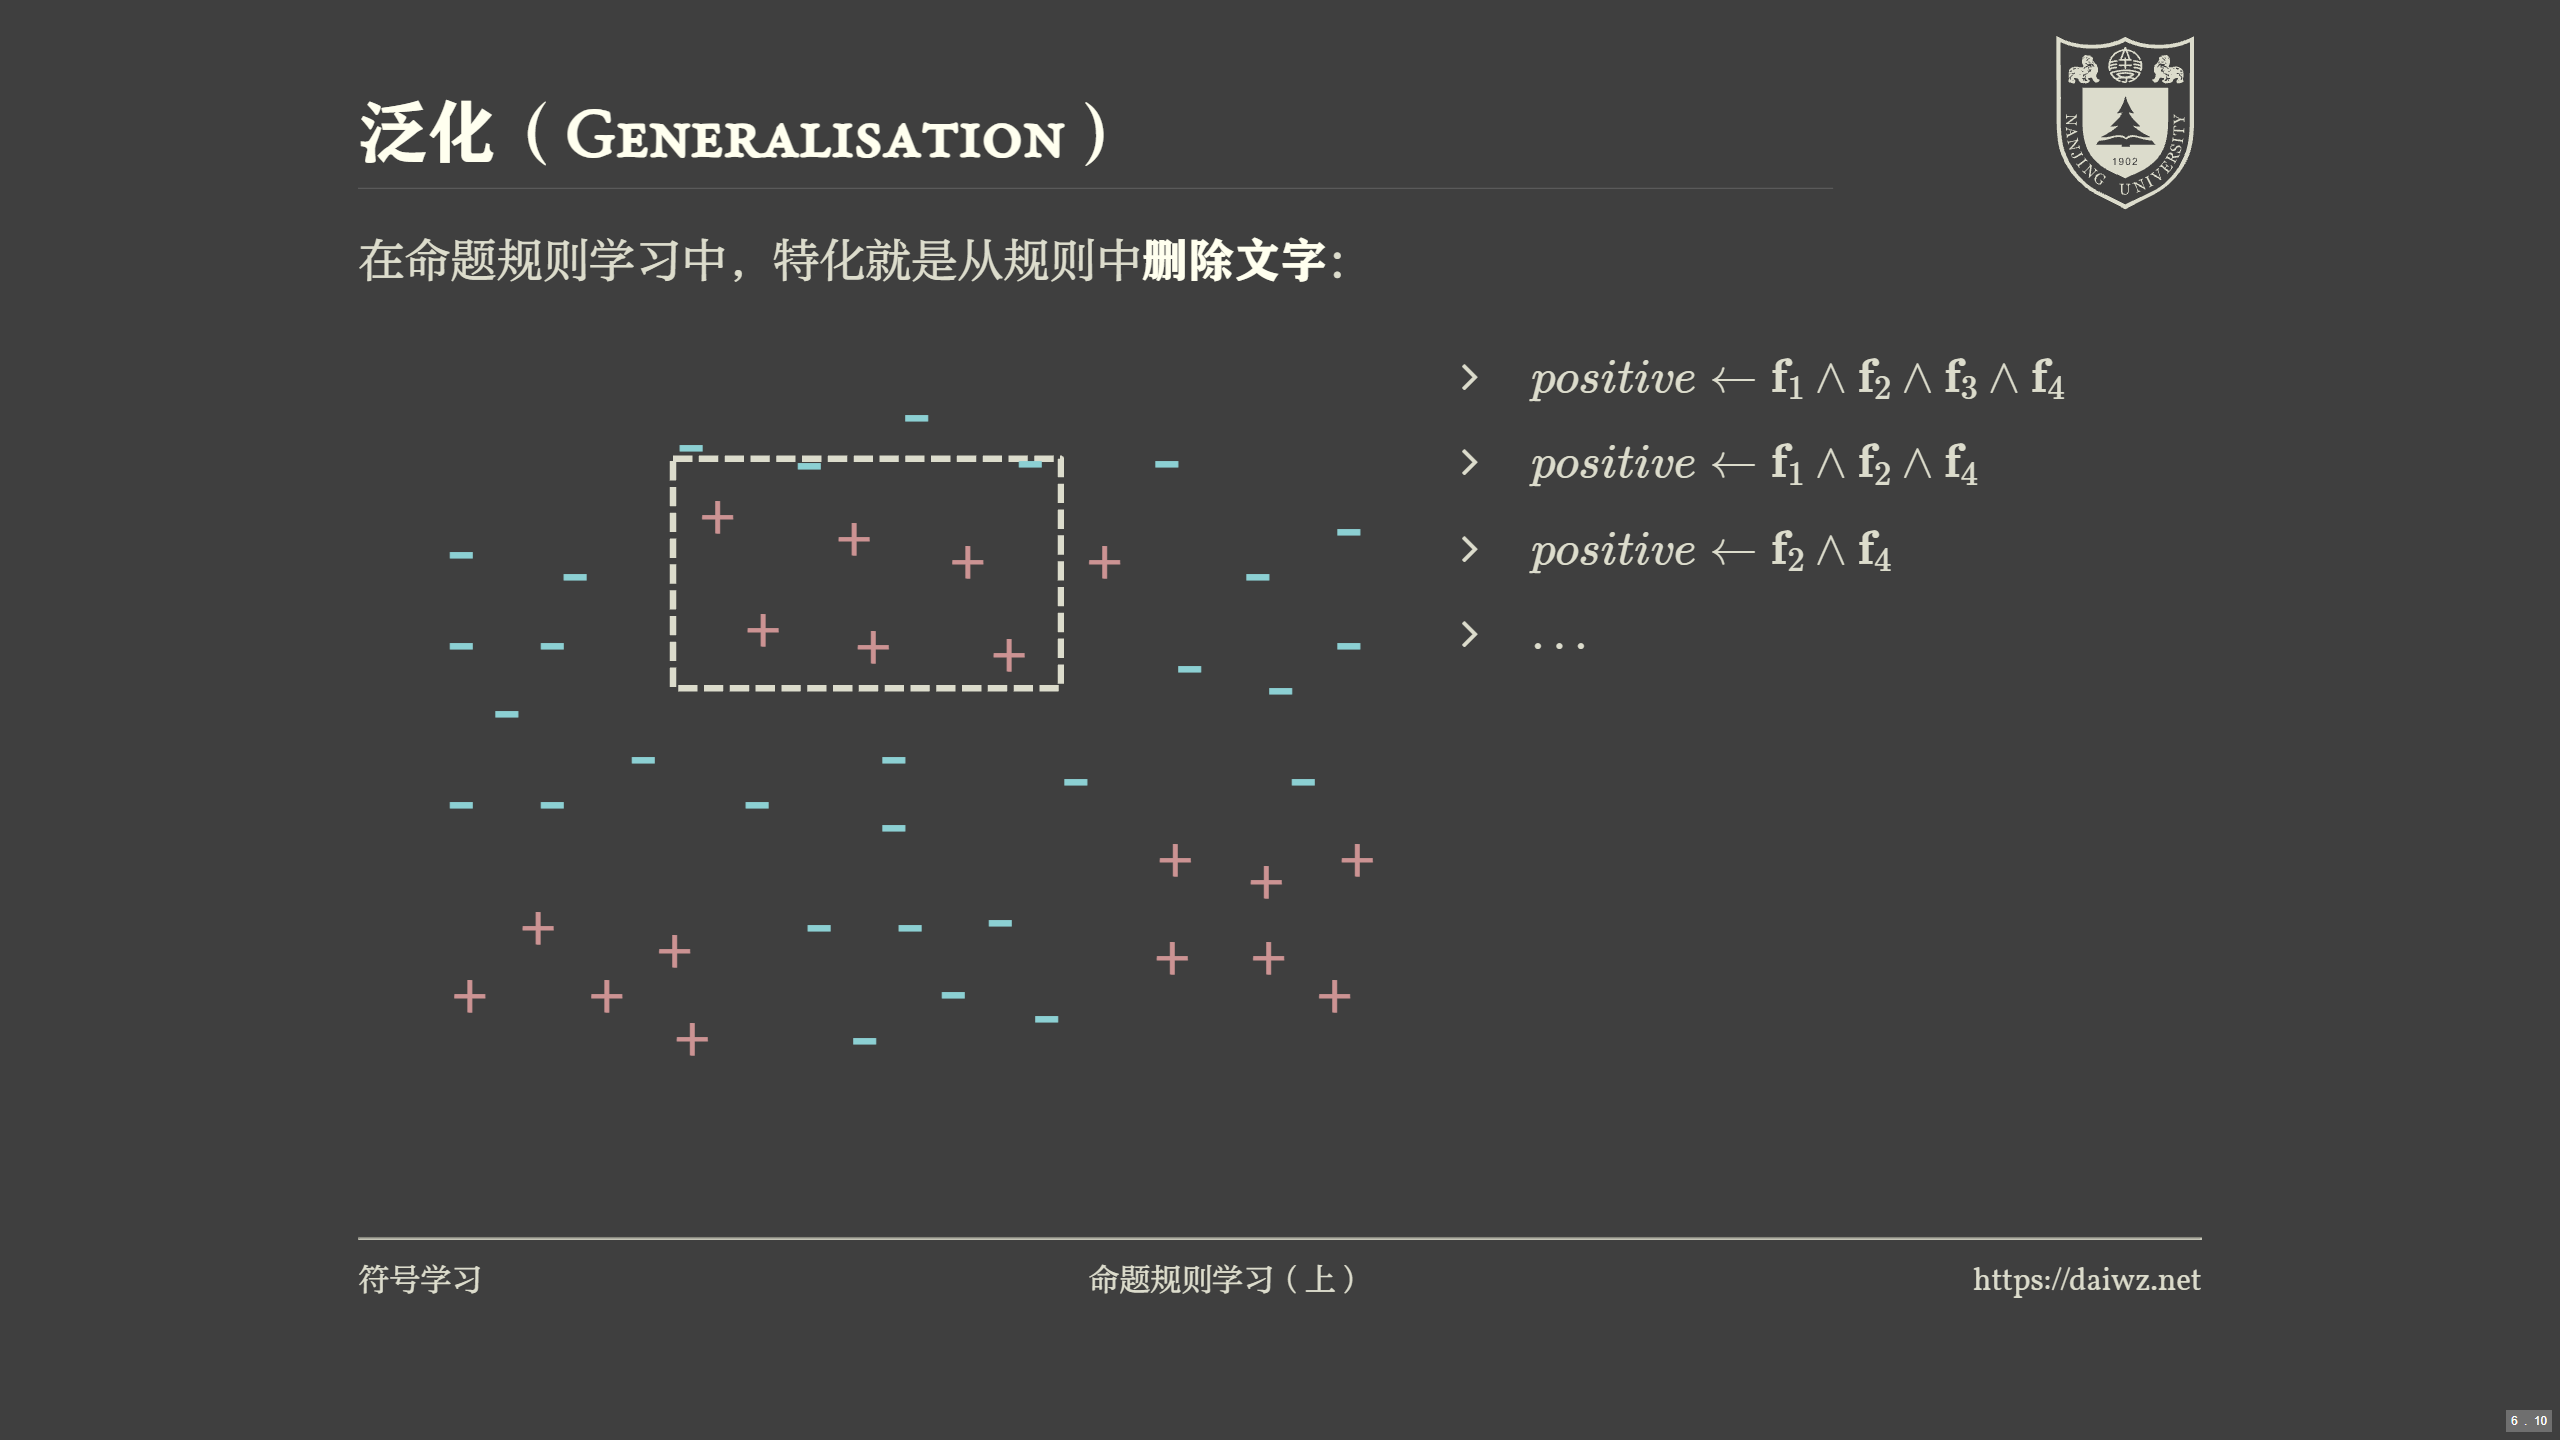 泛化（Generalisation）
NANJING UNIVERSITY
1902
在命题规则学习中，特化就是从规则中删除文字：
positive ← f₁ ∧ f₂ ∧ f₃ ∧ f₄
positive ← f₁ ∧ f₂ ∧ f₄
positive ← f₂ ∧ f₄
...
符号学习
命题规则学习（上）
https://daiwz.net
6 . 10